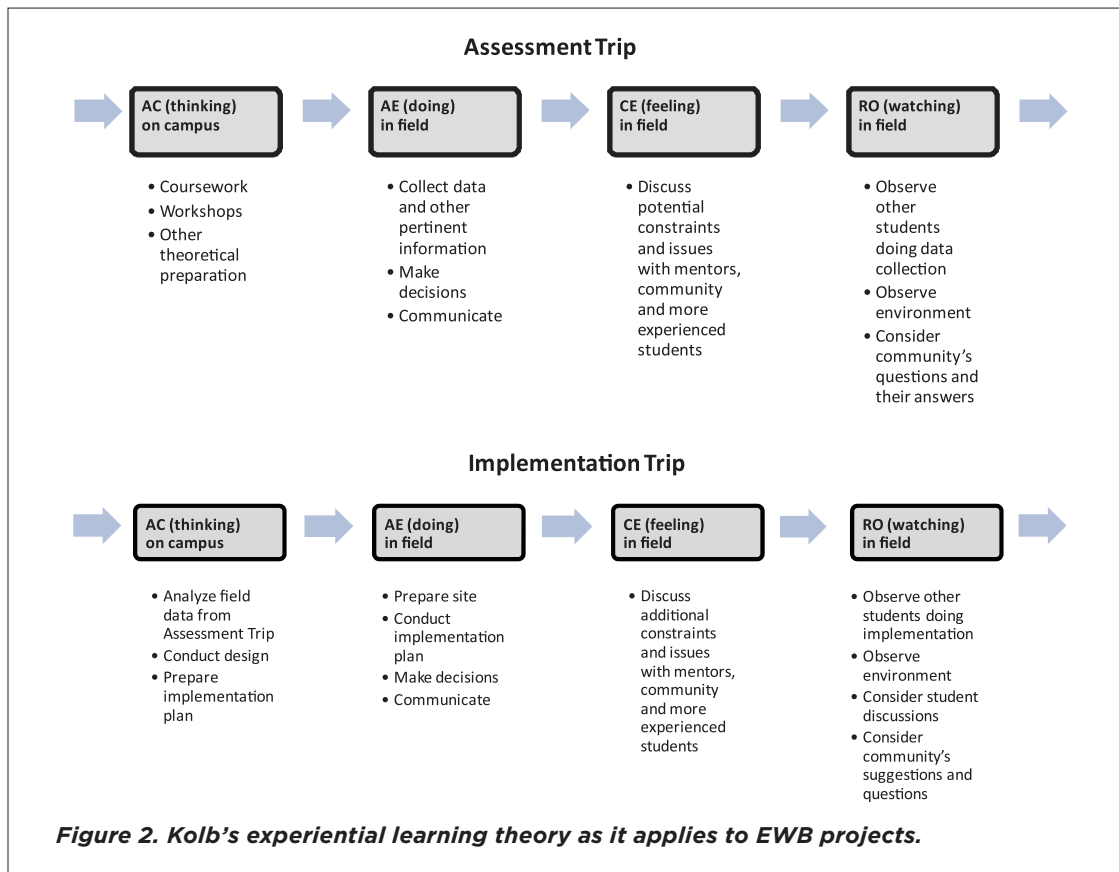 Assessment Trip
AC (thinking)
on campus
• Coursework
• Workshops
• Other
theoretical
preparation
AE (doing)
in field
• Collect data
and other
pertinent
information
• Make
decisions
• Communicate
CE (feeling)
in field
• Discuss
potential
constraints
and issues
with mentors,
community
and more
experienced
students
RO (watching)
in field
• Observe
other
students
doing data
collection
• Observe
environment
• Consider
community’s
questions and
their answers
Implementation Trip
AC (thinking)
on campus
• Analyze field
data from
Assessment Trip
• Conduct design
• Prepare
implementation
plan
AE (doing)
in field
• Prepare site
• Conduct
implementation
plan
• Make decisions
• Communicate
CE (feeling)
in field
• Discuss
additional
constraints
and issues
with mentors,
community
and more
experienced
students
RO (watching)
in field
• Observe other
students doing
implementation
• Observe
environment
• Consider student
discussions
• Consider
community’s
suggestions and
questions
Figure 2. Kolb’s experiential learning theory as it applies to EWB projects.